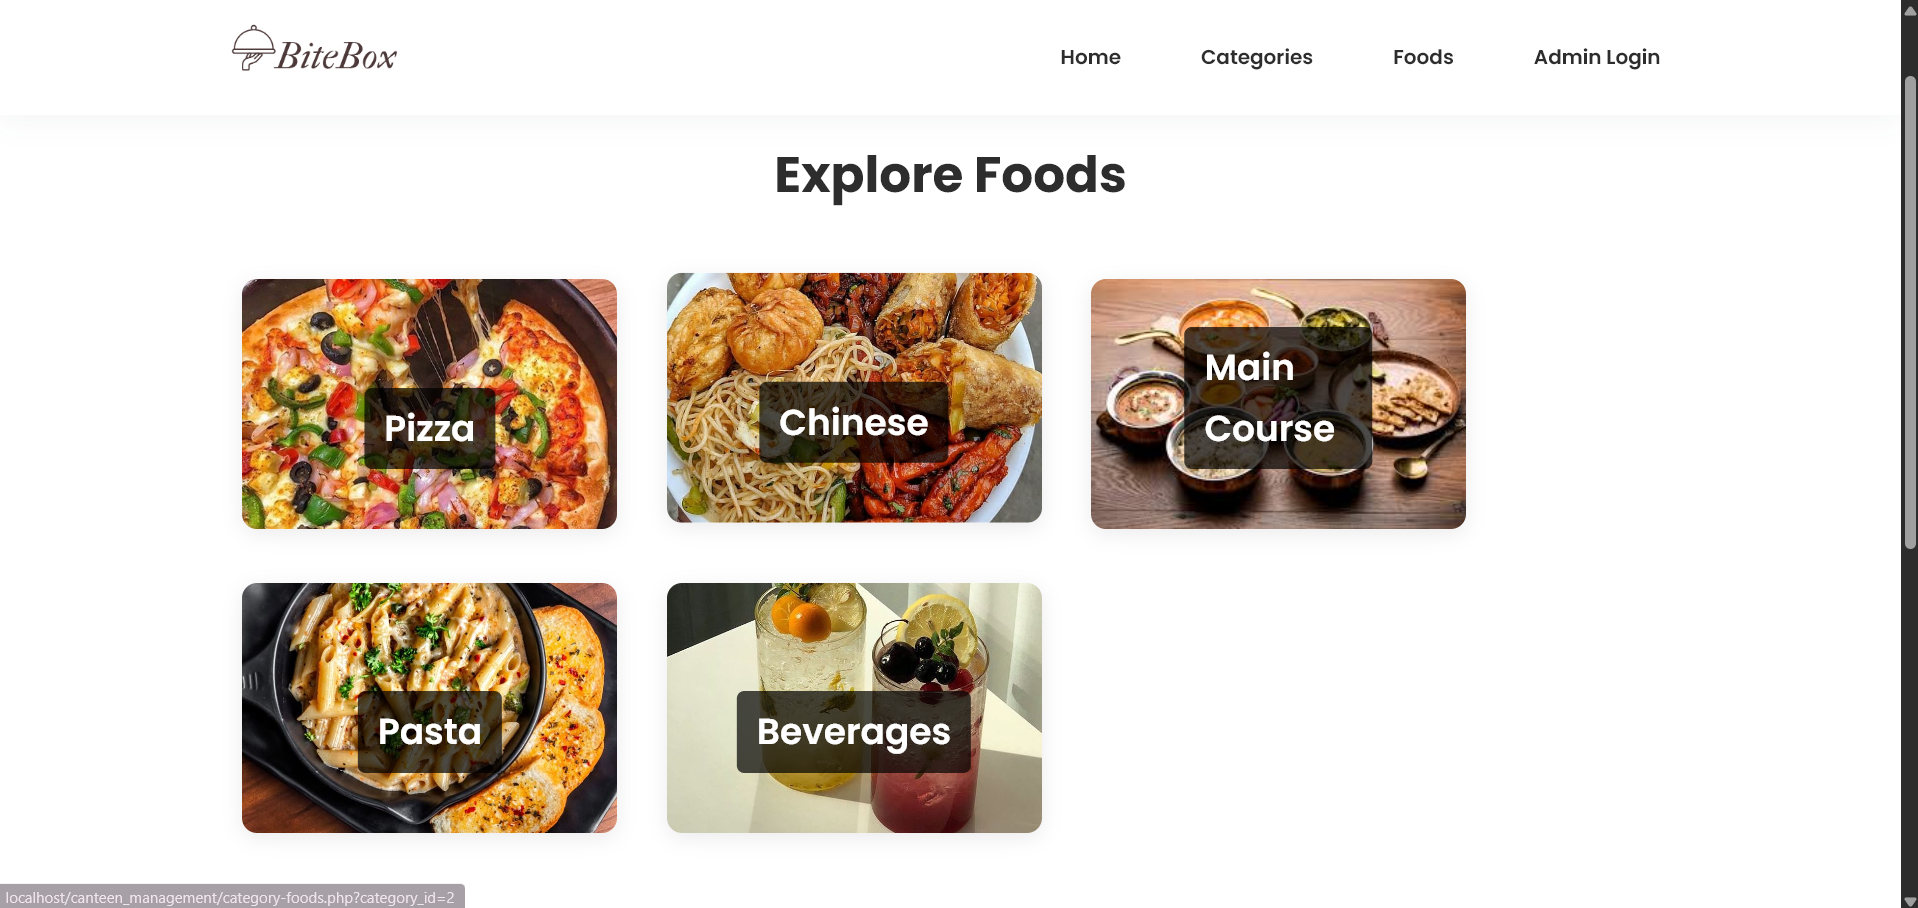 BiteBox
Home Categories Foods Admin Login
Explore Foods
Pizza
Chinese
Main
Course
Pasta
Beverages
localhost/canteen_management/category-foods.php?category_id=2